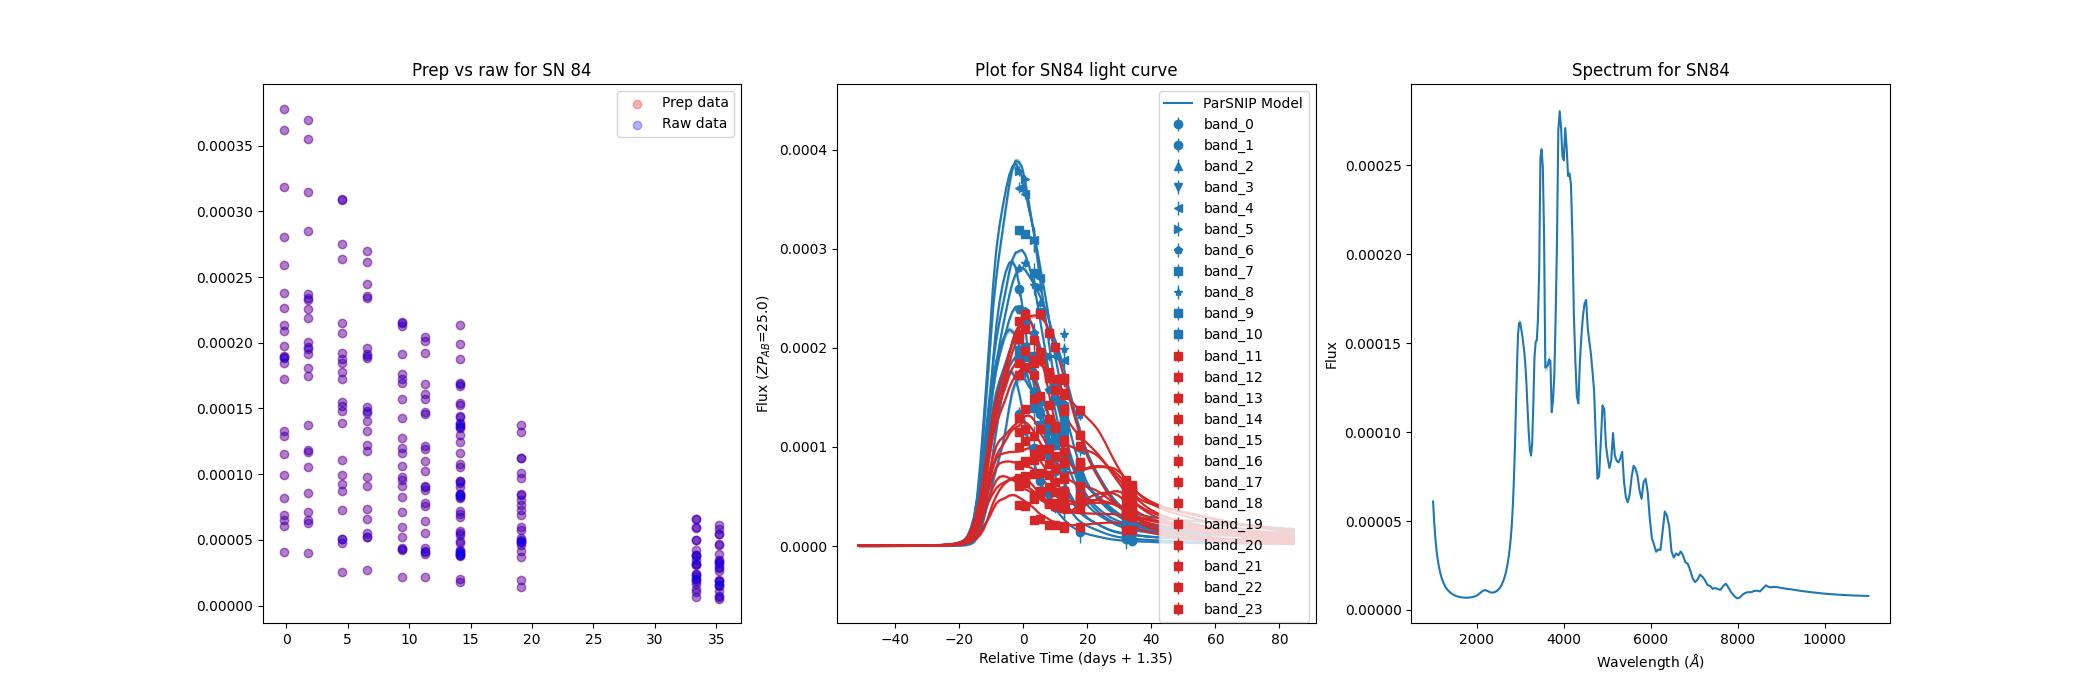 Prep vs raw for SN 84
Prep data
Raw data
0.00035
0.00030
0.00025
0.00020
0.00015
0.00010
0.00005
0.00000
0 5 10 15 20 25 30 35
Plot for SN84 light curve
ParSNIP Model
band_0
band_1
band_2
band_3
band_4
band_5
band_6
band_7
band_8
band_9
band_10
band_11
band_12
band_13
band_14
band_15
band_16
band_17
band_18
band_19
band_20
band_21
band_22
band_23
Flux (ZP_AB=25.0)
0.0004
0.0003
0.0002
0.0001
0.0000
−40 −20 0 20 40 60 80
Relative Time (days + 1.35)
Spectrum for SN84
Flux
0.00025
0.00020
0.00015
0.00010
0.00005
0.00000
2000 4000 6000 8000 10000
Wavelength (Å)